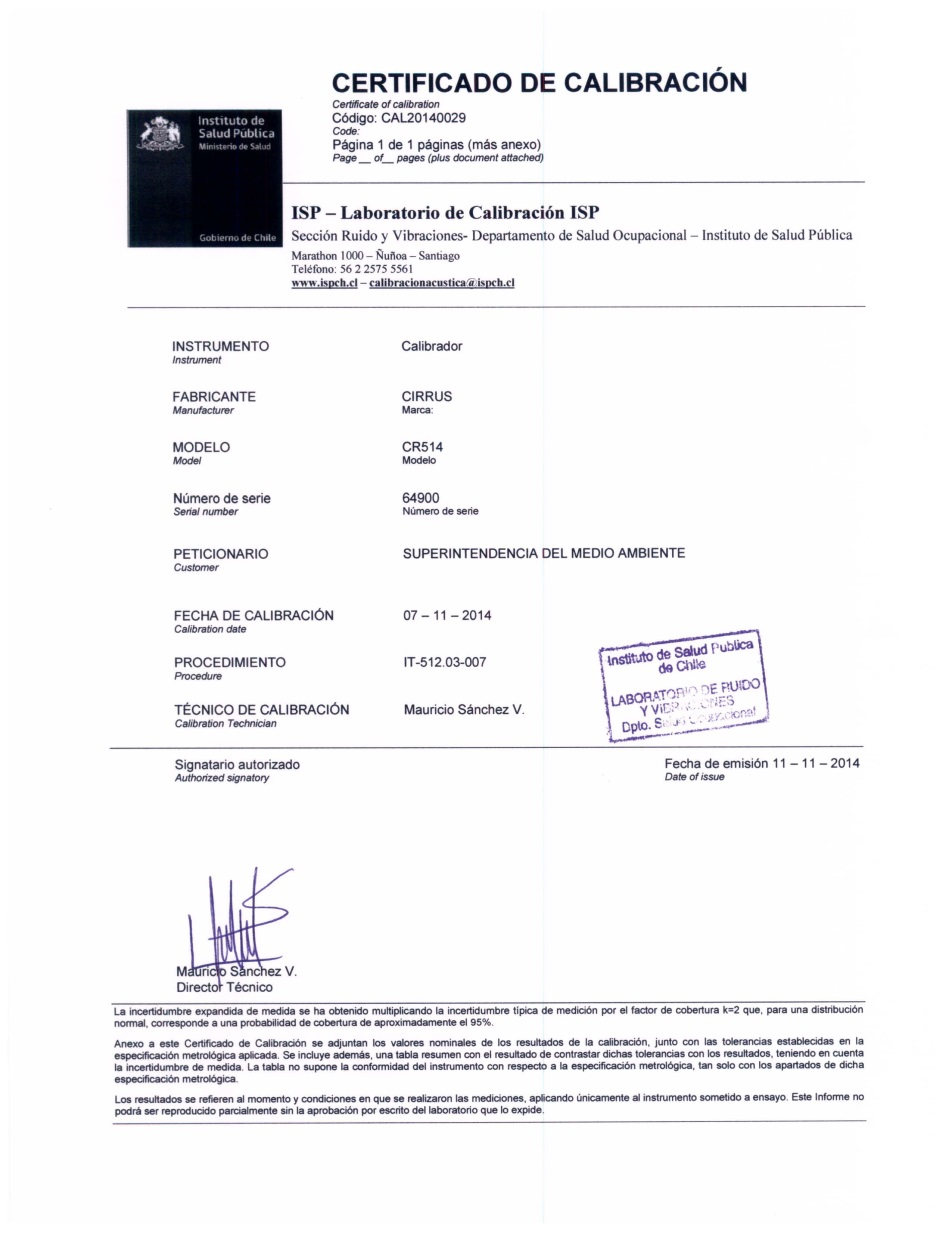 CERTIFICADO DE CALIBRACIÓN
Certificate of calibration
Código: CAL20140029
Code:
Página 1 de 1 páginas (más anexo)
Page __ of__ pages (plus document attached)
Instituto de
Salud Pública
Ministerio de Salud
Gobierno de Chile
ISP – Laboratorio de Calibración ISP
Sección Ruido y Vibraciones- Departamento de Salud Ocupacional – Instituto de Salud Pública
Marathon 1000 – Ñuñoa – Santiago
Teléfono: 56 2 2575 5561
www.ispch.cl – calibracionacustica@ispch.cl
INSTRUMENTO Calibrador
Instrument
FABRICANTE CIRRUS
Manufacturer Marca:
MODELO CR514
Model Modelo
Número de serie 64900
Serial number Número de serie
PETICIONARIO SUPERINTENDENCIA DEL MEDIO AMBIENTE
Customer
FECHA DE CALIBRACIÓN 07 – 11 – 2014
Calibration date
PROCEDIMIENTO IT-512.03-007
Procedure
TÉCNICO DE CALIBRACIÓN Mauricio Sánchez V.
Calibration Technician
Instituto de Salud Publica
de Chile
LABORATORIO DE RUIDO
Y VIBRACIONES
Dpto. Salud Ocupacional
Signatario autorizado Fecha de emisión 11 – 11 – 2014
Authorized signatory Date of issue
Mauricio Sánchez V.
Director Técnico
La incertidumbre expandida de medida se ha obtenido multiplicando la incertidumbre típica de medición por el factor de cobertura k=2 que, para una distribución
normal, corresponde a una probabilidad de cobertura de aproximadamente el 95%.
Anexo a este Certificado de Calibración se adjuntan los valores nominales de los resultados de la calibración, junto con las tolerancias establecidas en la
especificación metrológica aplicada. Se incluye además, una tabla resumen con el resultado de contrastar dichas tolerancias con los resultados, teniendo en cuenta
la incertidumbre de medida. La tabla no supone la conformidad del instrumento con respecto a la especificación metrológica, tan solo con los apartados de dicha
especificación metrológica.
Los resultados se refieren al momento y condiciones en que se realizaron las mediciones, aplicando únicamente al instrumento sometido a ensayo. Este Informe no
podrá ser reproducido parcialmente sin la aprobación por escrito del laboratorio que lo expide.